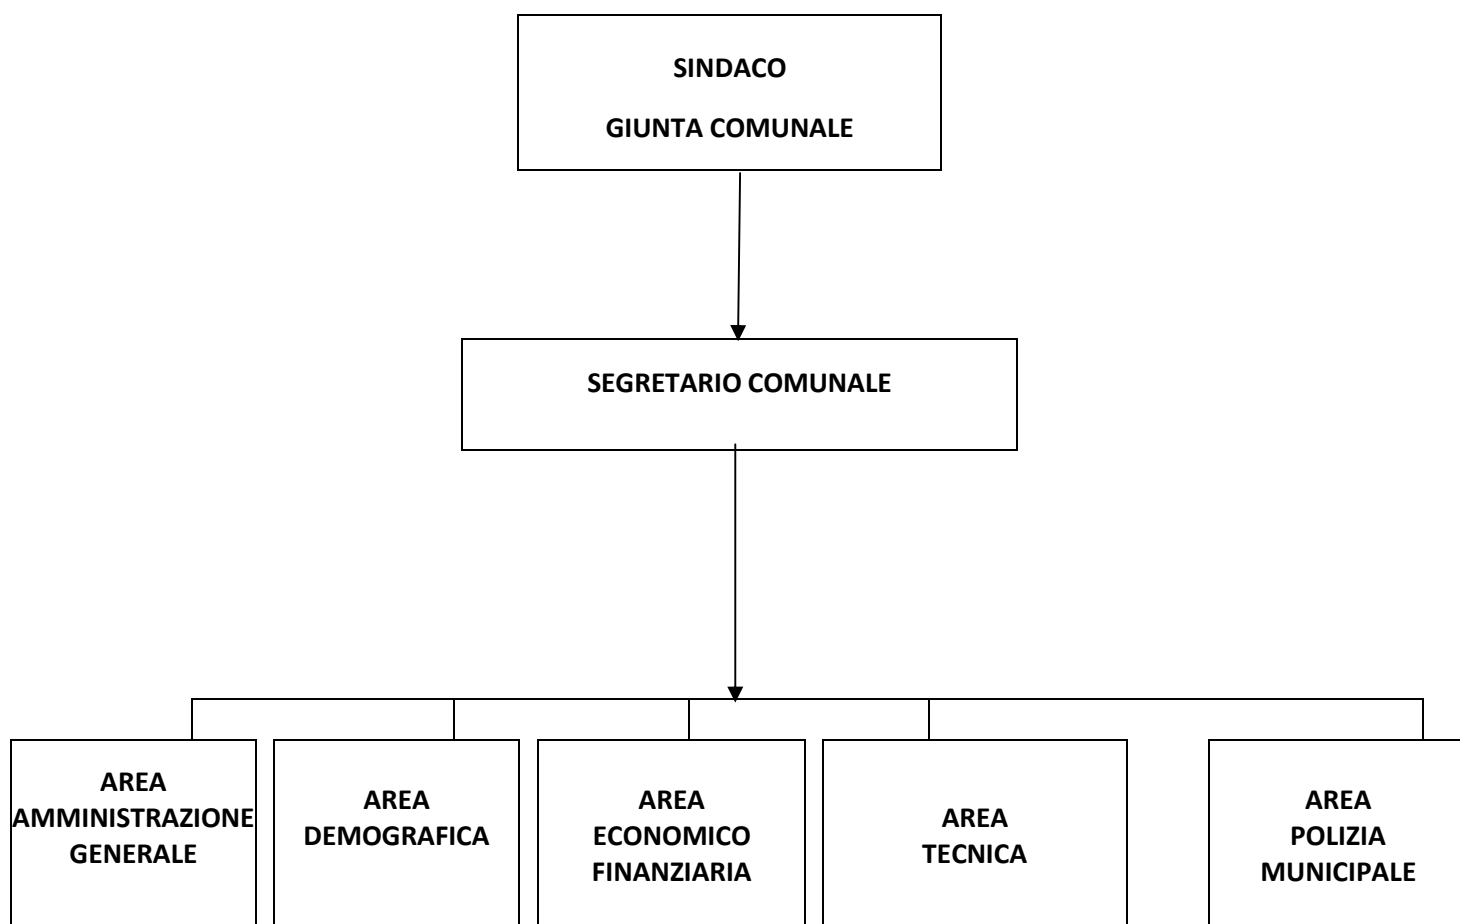 SINDACO
GIUNTA COMUNALE
SEGRETARIO COMUNALE
AREA
AMMINISTRAZIONE
GENERALE
AREA
DEMOGRAFICA
AREA
ECONOMICO
FINANZIARIA
AREA
TECNICA
AREA
POLIZIA
MUNICIPALE